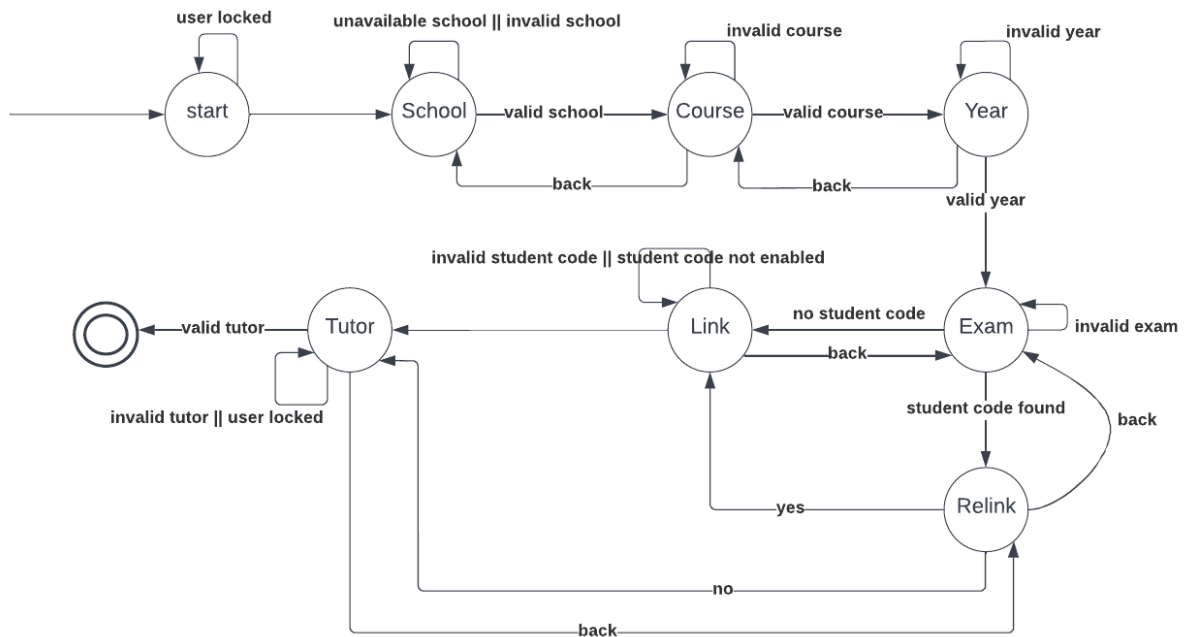 user locked
unavailable school || invalid school
invalid course
invalid year
start
School
valid school
Course
valid course
Year
back
back
valid year
invalid student code || student code not enabled
no student code
valid tutor
Tutor
Link
Exam
invalid exam
back
invalid tutor || user locked
student code found
back
yes
Relink
no
back